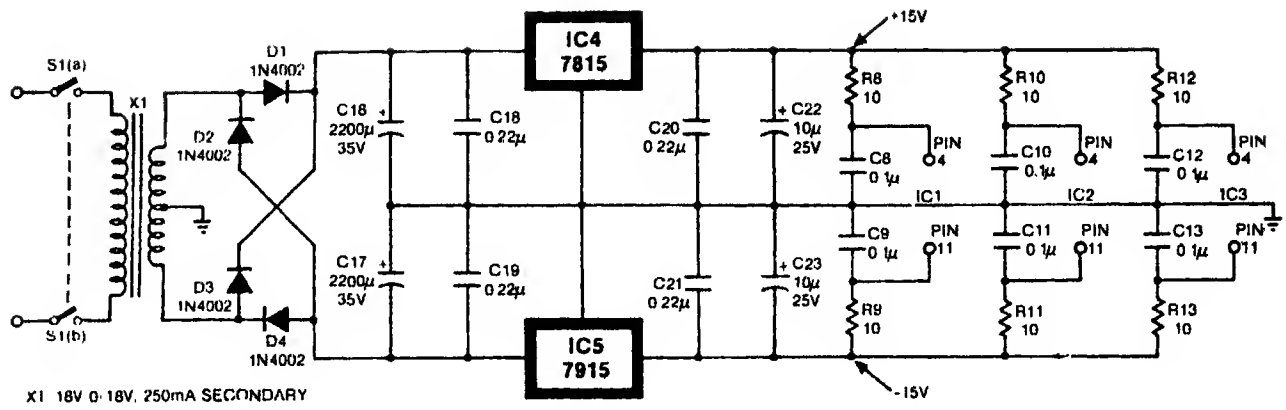 S1(a)
S1(b)
X1
D1
1N4002
D2
1N4002
D3
1N4002
D4
1N4002
+
C18
2200µ
35V
C18
0.22µ
+
C17
2200µ
35V
C19
0.22µ
IC4
7815
IC5
7915
C20
0.22µ
+
C22
10µ
25V
C21
0.22µ
+
C23
10µ
25V
+15V
R8
10
C8
0.1µ
PIN
4
IC1
C9
0.1µ
PIN
11
R9
10
-15V
R10
10
C10
0.1µ
PIN
4
IC2
C11
0.1µ
PIN
11
R11
10
R12
10
C12
0.1µ
PIN
4
IC3
C13
0.1µ
PIN
11
R13
10
X1 18V 0-18V, 250mA SECONDARY